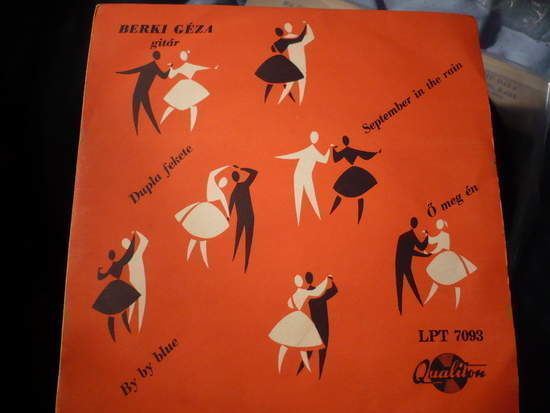 BERKI GÉZA
gitár
September in the rain
Dupla fekete
Ő meg én
By by blue
LPT 7093
Qualiton